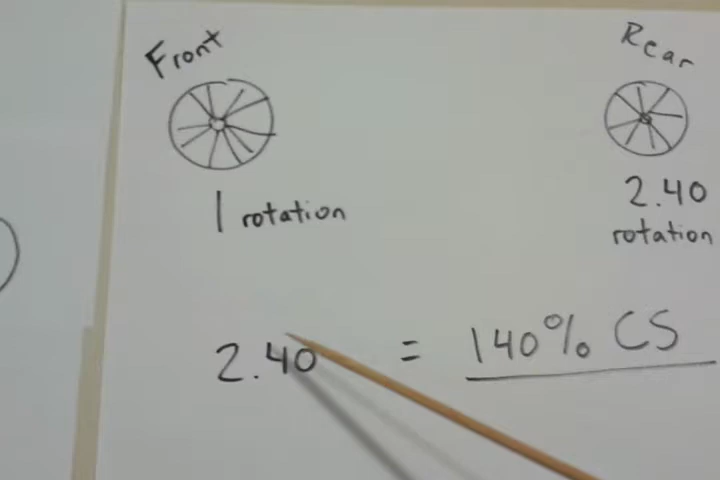 Front
Rear
1 rotation
2.40
rotation
2.40 = 140% CS